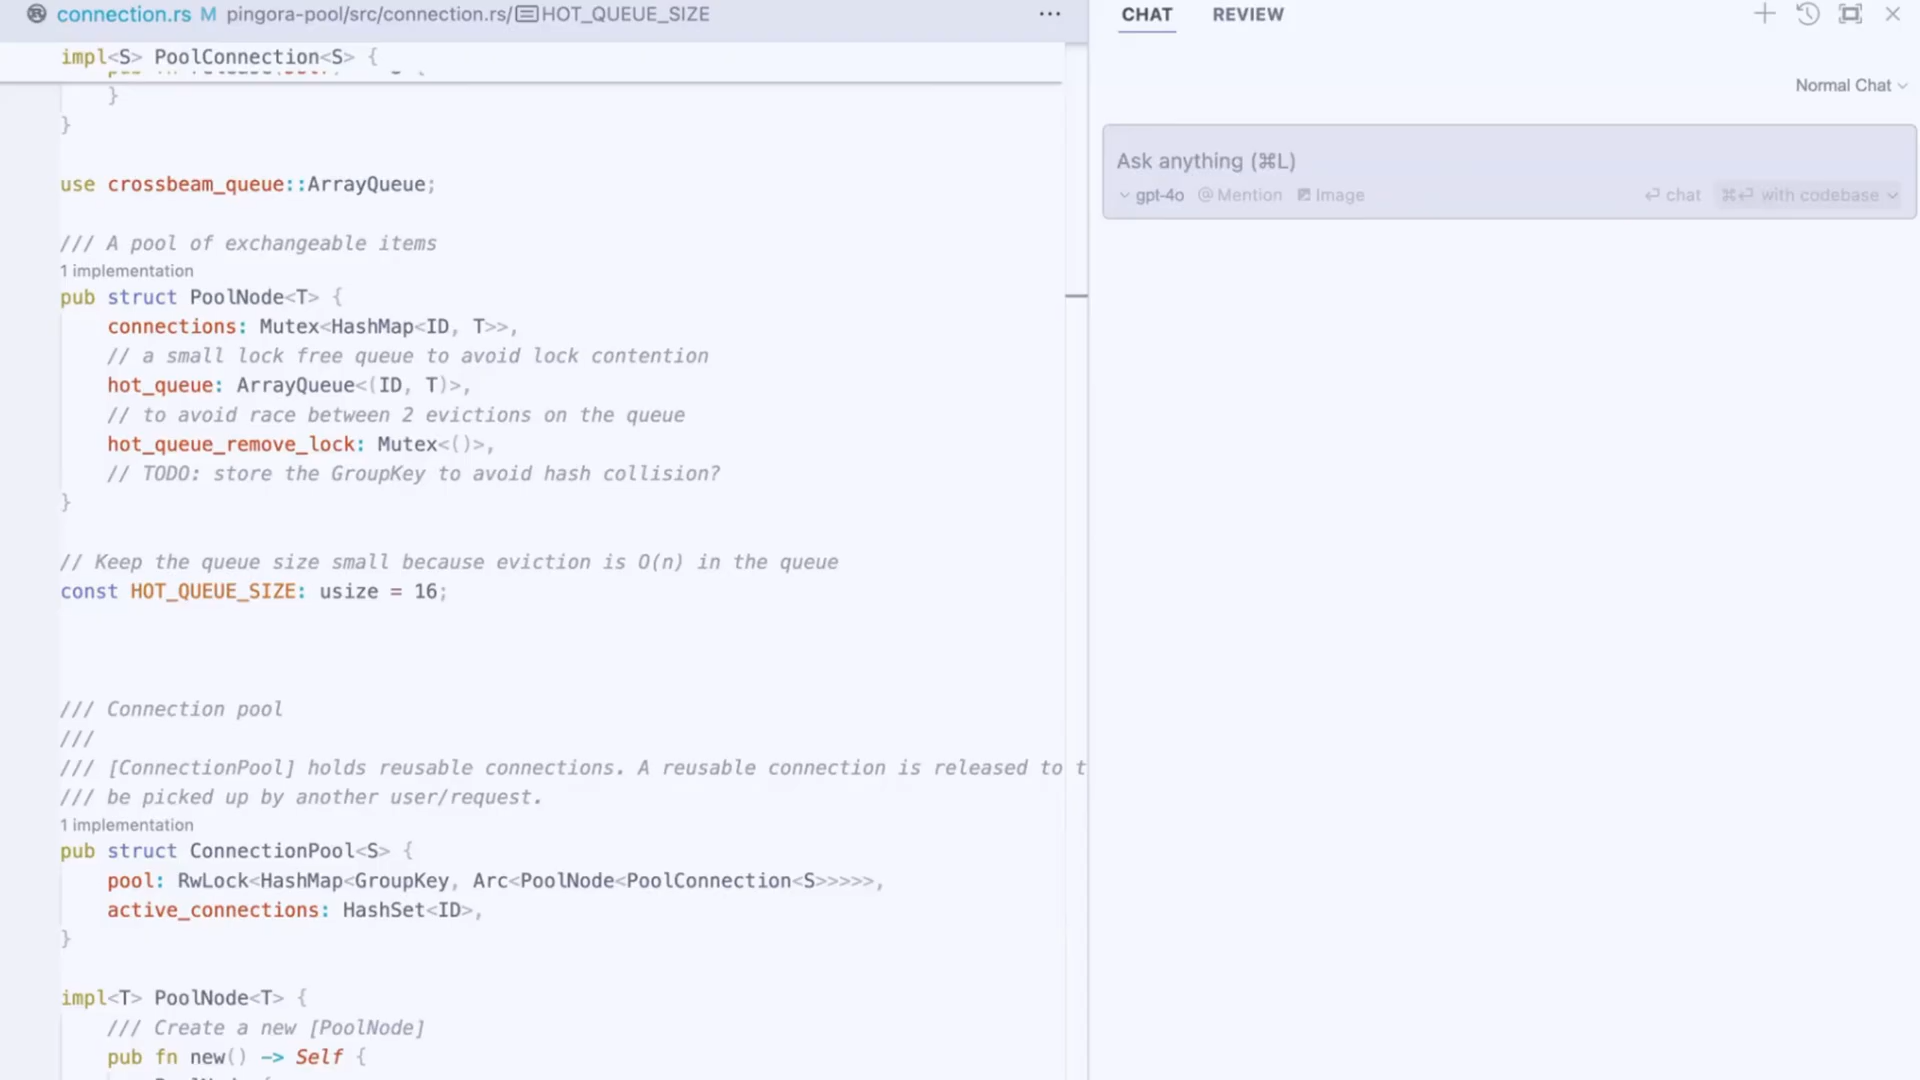 connection.rs M pingora-pool/src/connection.rs/HOT_QUEUE_SIZE ...
impl<S> PoolConnection<S> {
}
}
use crossbeam_queue::ArrayQueue;
/// A pool of exchangeable items
1 implementation
pub struct PoolNode<T> {
connections: Mutex<HashMap<ID, T>>,
// a small lock free queue to avoid lock contention
hot_queue: ArrayQueue<(ID, T)>,
// to avoid race between 2 evictions on the queue
hot_queue_remove_lock: Mutex<()>,
// TODO: store the GroupKey to avoid hash collision?
}
// Keep the queue size small because eviction is O(n) in the queue
const HOT_QUEUE_SIZE: usize = 16;
/// Connection pool
///
/// [ConnectionPool] holds reusable connections. A reusable connection is released to t
/// be picked up by another user/request.
1 implementation
pub struct ConnectionPool<S> {
pool: RwLock<HashMap<GroupKey, Arc<PoolNode<PoolConnection<S>>>>>,
active_connections: HashSet<ID>,
}
impl<T> PoolNode<T> {
/// Create a new [PoolNode]
pub fn new() -> Self {
CHAT REVIEW
Normal Chat
Ask anything (⌘L)
gpt-4o @ Mention Image
⏎ chat ⌘⏎ with codebase